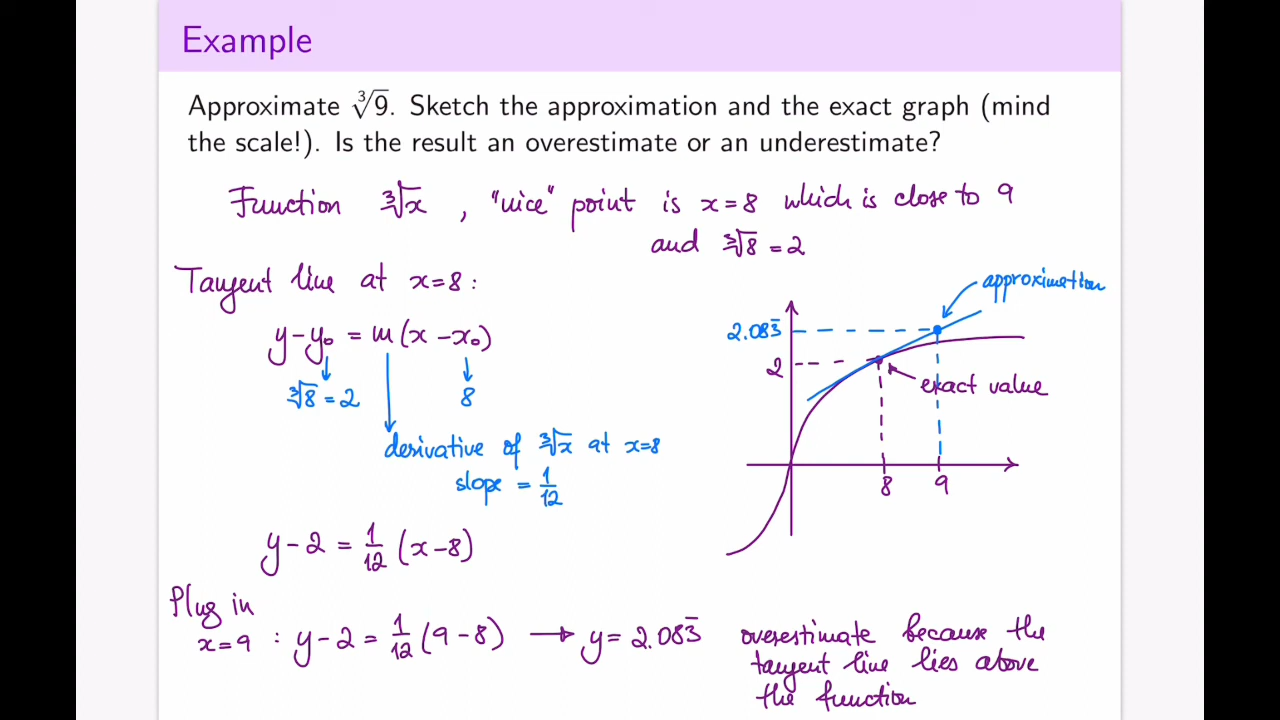 Example
Approximate ∛9. Sketch the approximation and the exact graph (mind
the scale!). Is the result an overestimate or an underestimate?
Function ∛x , "nice" point is x=8 which is close to 9
and ∛8 = 2
Tangent line at x=8 :
y-y₀ = m(x-x₀)
∛8 = 2
8
derivative of ∛x at x=8
slope = 1/12
y-2 = 1/12 (x-8)
approximation
2.083̄
2
exact value
8
9
Plug in
x=9 : y-2 = 1/12 (9-8) → y = 2.083̄
overestimate because the
tangent line lies above
the function